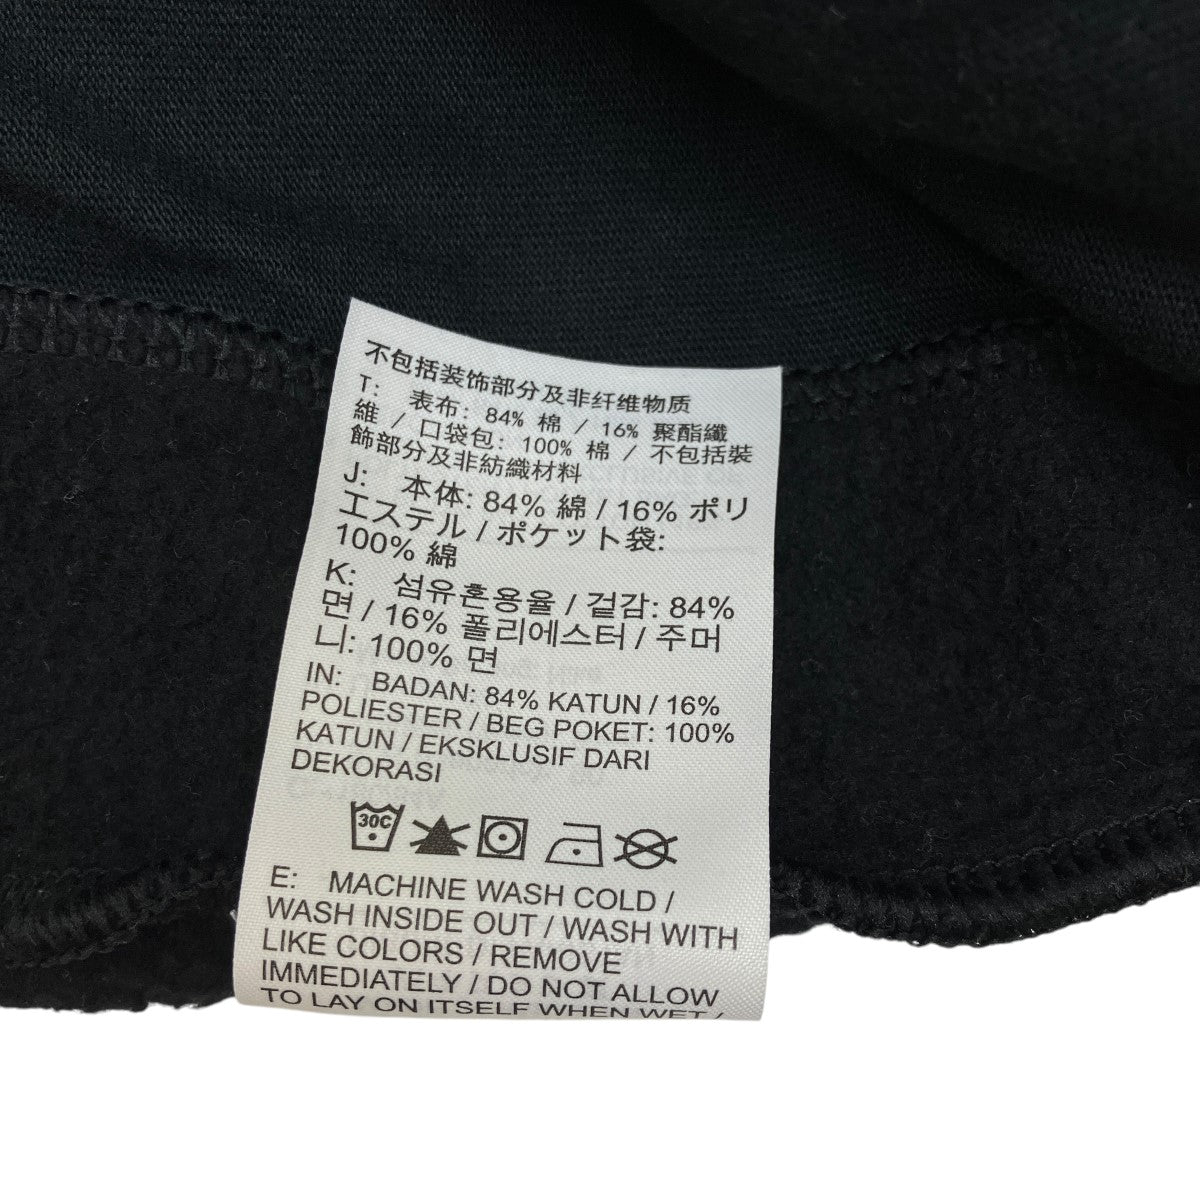 不包括装饰部分及非纤维物质
T: 表布: 84% 棉 / 16% 聚酯纖
維 / 口袋包: 100% 棉 / 不包括裝
飾部分及非紡織材料
J: 本体: 84% 綿 / 16% ポリ
エステル / ポケット袋:
100% 綿
K: 섬유혼용율 / 겉감: 84%
면 / 16% 폴리에스터 / 주머
니: 100% 면
IN: BADAN: 84% KATUN / 16%
POLIESTER / BEG POKET: 100%
KATUN / EKSKLUSIF DARI
DEKORASI
30C
E: MACHINE WASH COLD /
WASH INSIDE OUT / WASH WITH
LIKE COLORS / REMOVE
IMMEDIATELY / DO NOT ALLOW
TO LAY ON ITSELF WHEN WET /